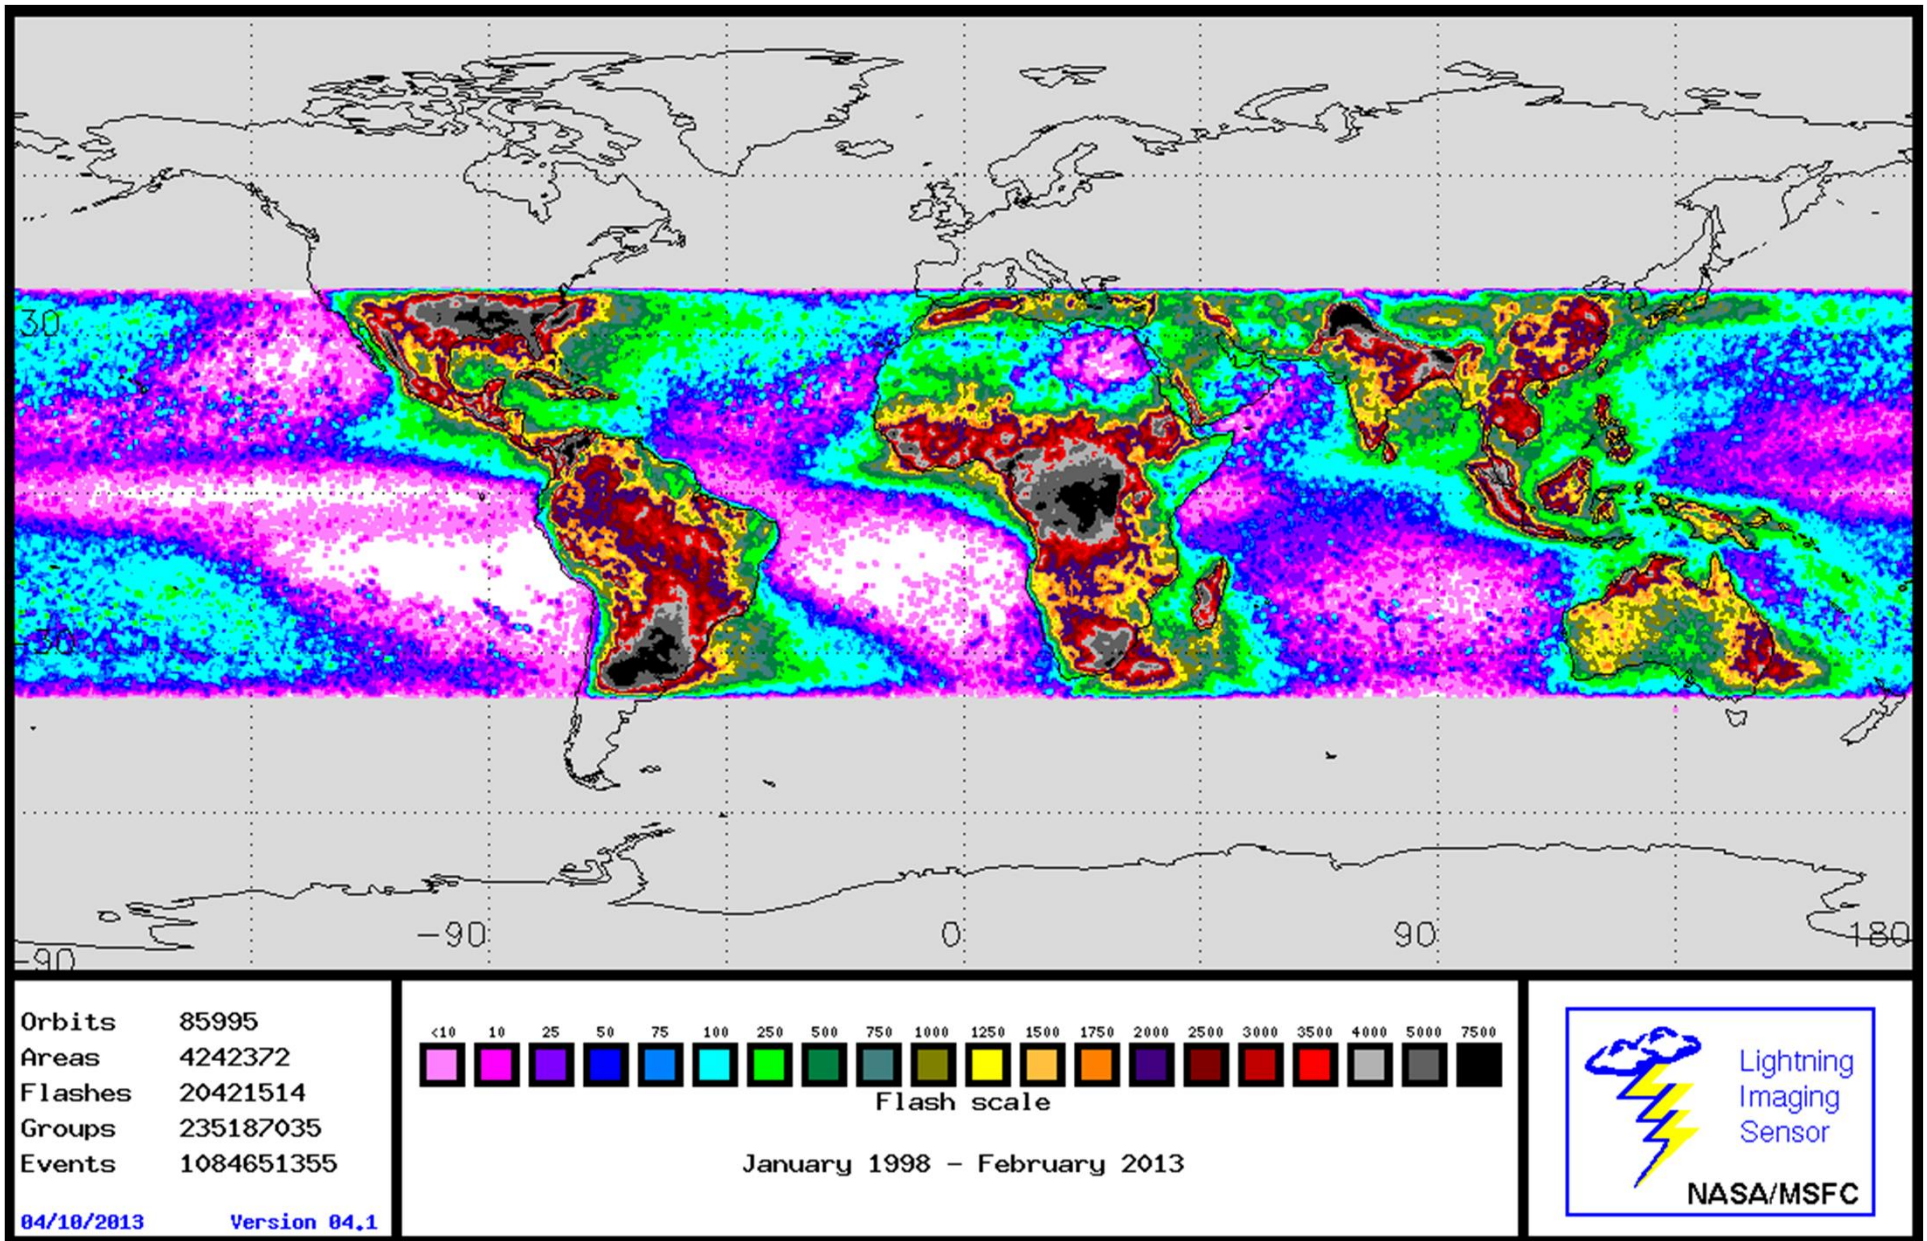 30
-30
-90
0
90
180
-90
Orbits 85995
Areas 4242372
Flashes 20421514
Groups 235187035
Events 1084651355
04/10/2013 Version 04.1
<10 10 25 50 75 100 250 500 750 1000 1250 1500 1750 2000 2500 3000 3500 4000 5000 7500
Flash scale
January 1998 - February 2013
Lightning
Imaging
Sensor
NASA/MSFC